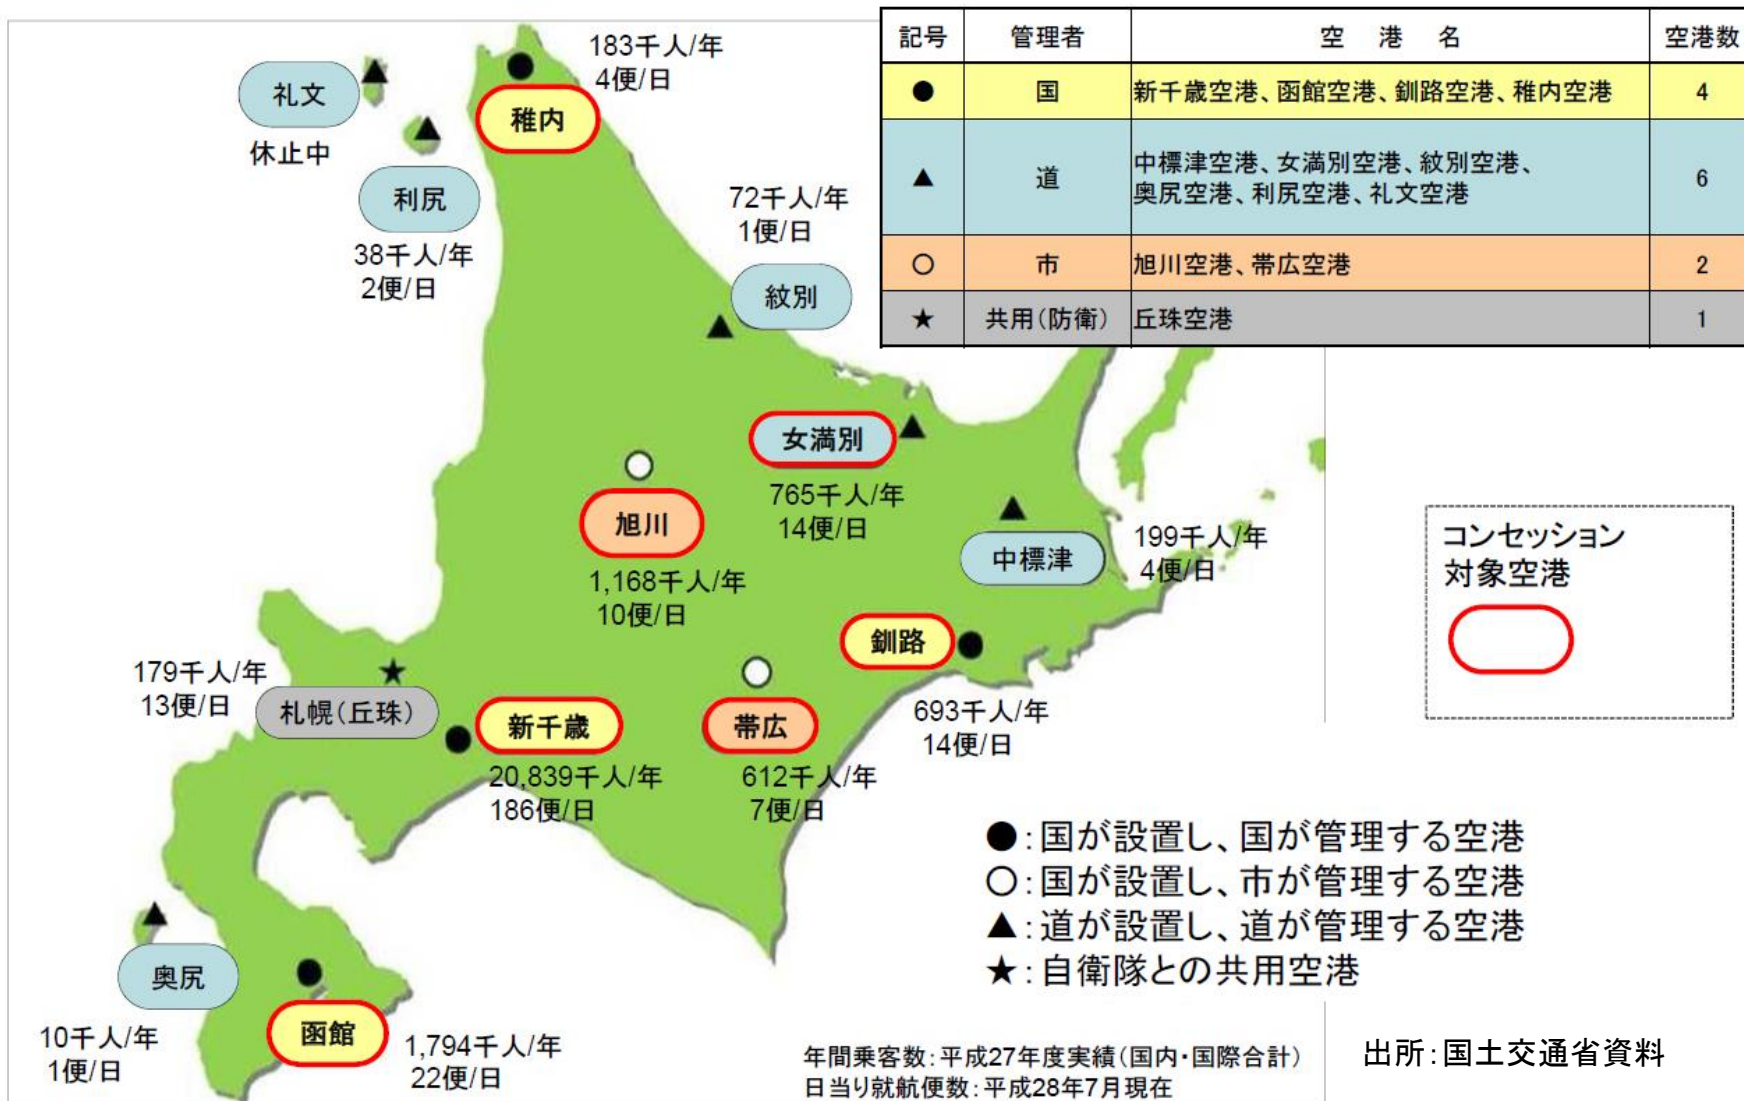 記号 管理者 空 港 名 空港数
● 国 新千歳空港、函館空港、釧路空港、稚内空港 4
▲ 道 中標津空港、女満別空港、紋別空港、
奥尻空港、利尻空港、礼文空港 6
○ 市 旭川空港、帯広空港 2
★ 共用(防衛) 丘珠空港 1
183千人/年
4便/日
稚内
礼文
休止中
利尻
38千人/年
2便/日
72千人/年
1便/日
紋別
女満別
765千人/年
14便/日
旭川
1,168千人/年
10便/日
中標津
199千人/年
4便/日
コンセッション
対象空港
釧路
693千人/年
14便/日
179千人/年
13便/日
札幌(丘珠)
新千歳
20,839千人/年
186便/日
帯広
612千人/年
7便/日
●:国が設置し、国が管理する空港
○:国が設置し、市が管理する空港
▲:道が設置し、道が管理する空港
★:自衛隊との共用空港
奥尻
10千人/年
1便/日
函館
1,794千人/年
22便/日
年間乗客数:平成27年度実績(国内・国際合計)
日当り就航便数:平成28年7月現在
出所:国土交通省資料